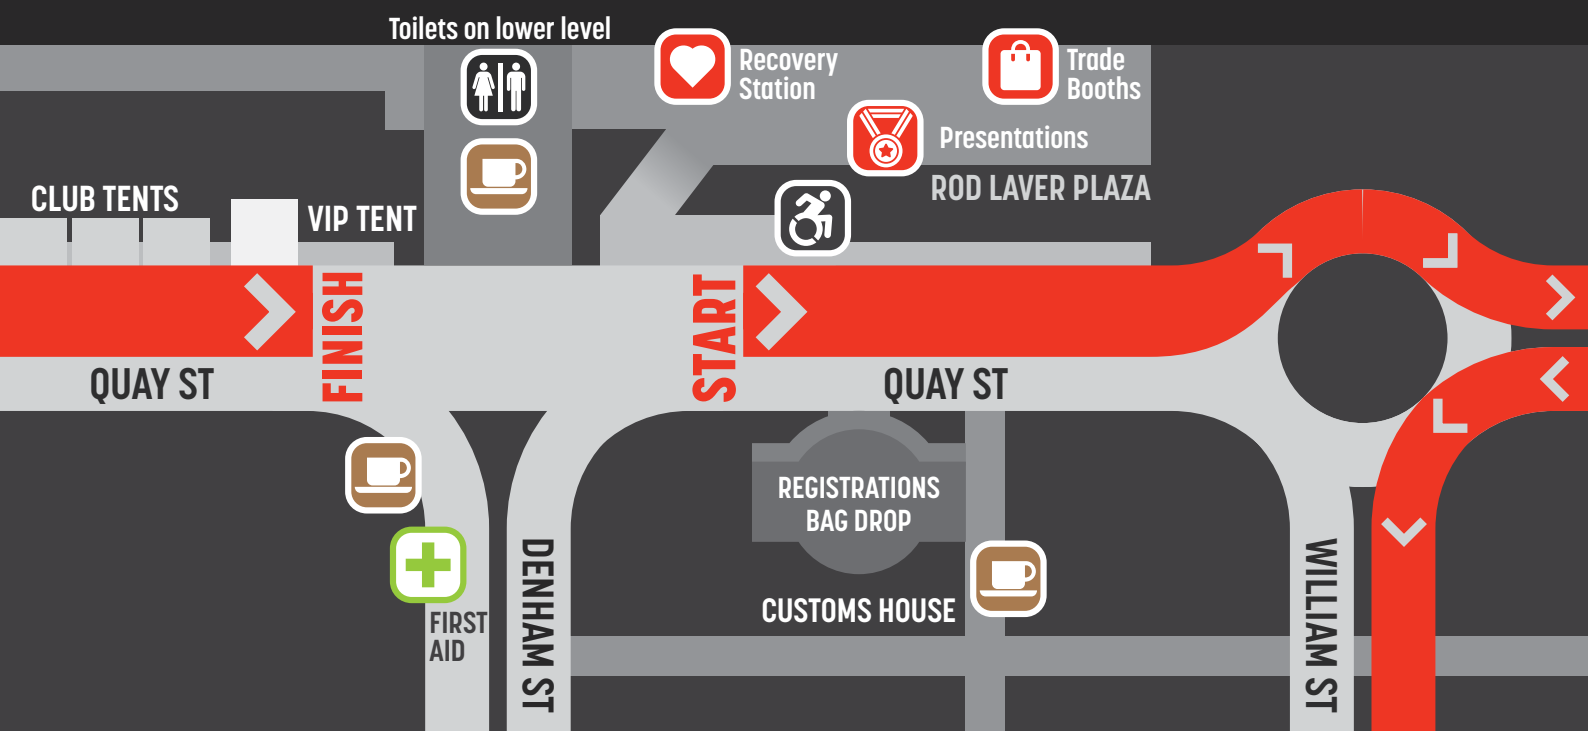 Toilets on lower level
Recovery
Station
Trade
Booths
Presentations
ROD LAVER PLAZA
CLUB TENTS
VIP TENT
FINISH
START
QUAY ST
QUAY ST
REGISTRATIONS
BAG DROP
CUSTOMS HOUSE
FIRST
AID
DENHAM ST
WILLIAM ST